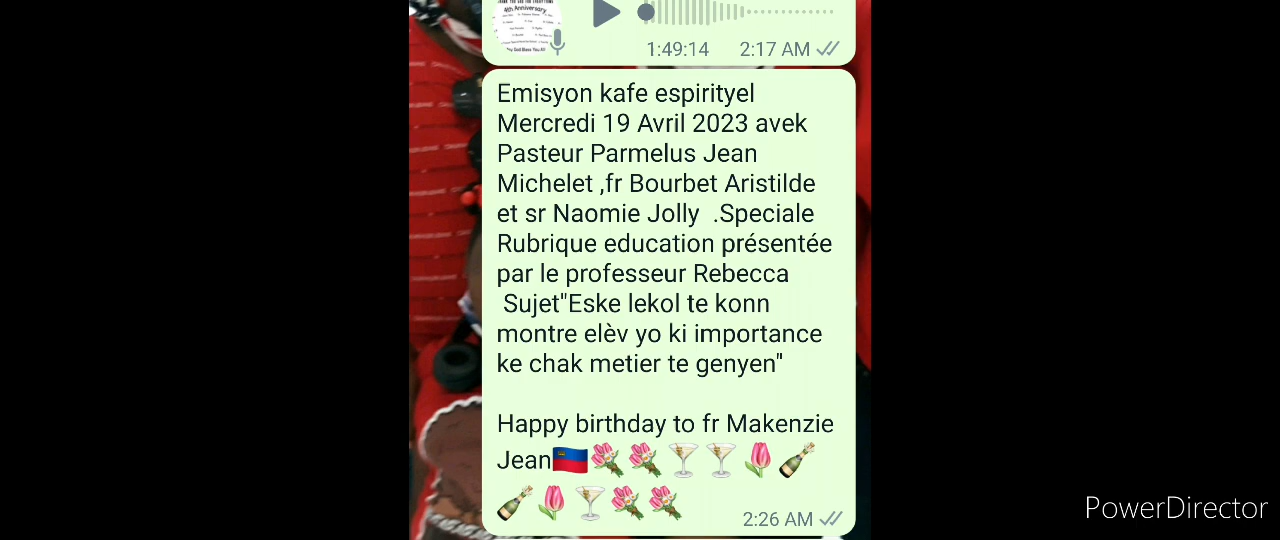 4th Anniversary
1:49:14 2:17 AM
Emisyon kafe espirityel
Mercredi 19 Avril 2023 avek
Pasteur Parmelus Jean
Michelet ,fr Bourbet Aristilde
et sr Naomie Jolly .Speciale
Rubrique education présentée
par le professeur Rebecca
Sujet"Eske lekol te konn
montre elèv yo ki importance
ke chak metier te genyen"
Happy birthday to fr Makenzie
Jean🇱🇮💐💐🍸🍸🌷🍾
🍾🌷🍸💐💐
2:26 AM
PowerDirector